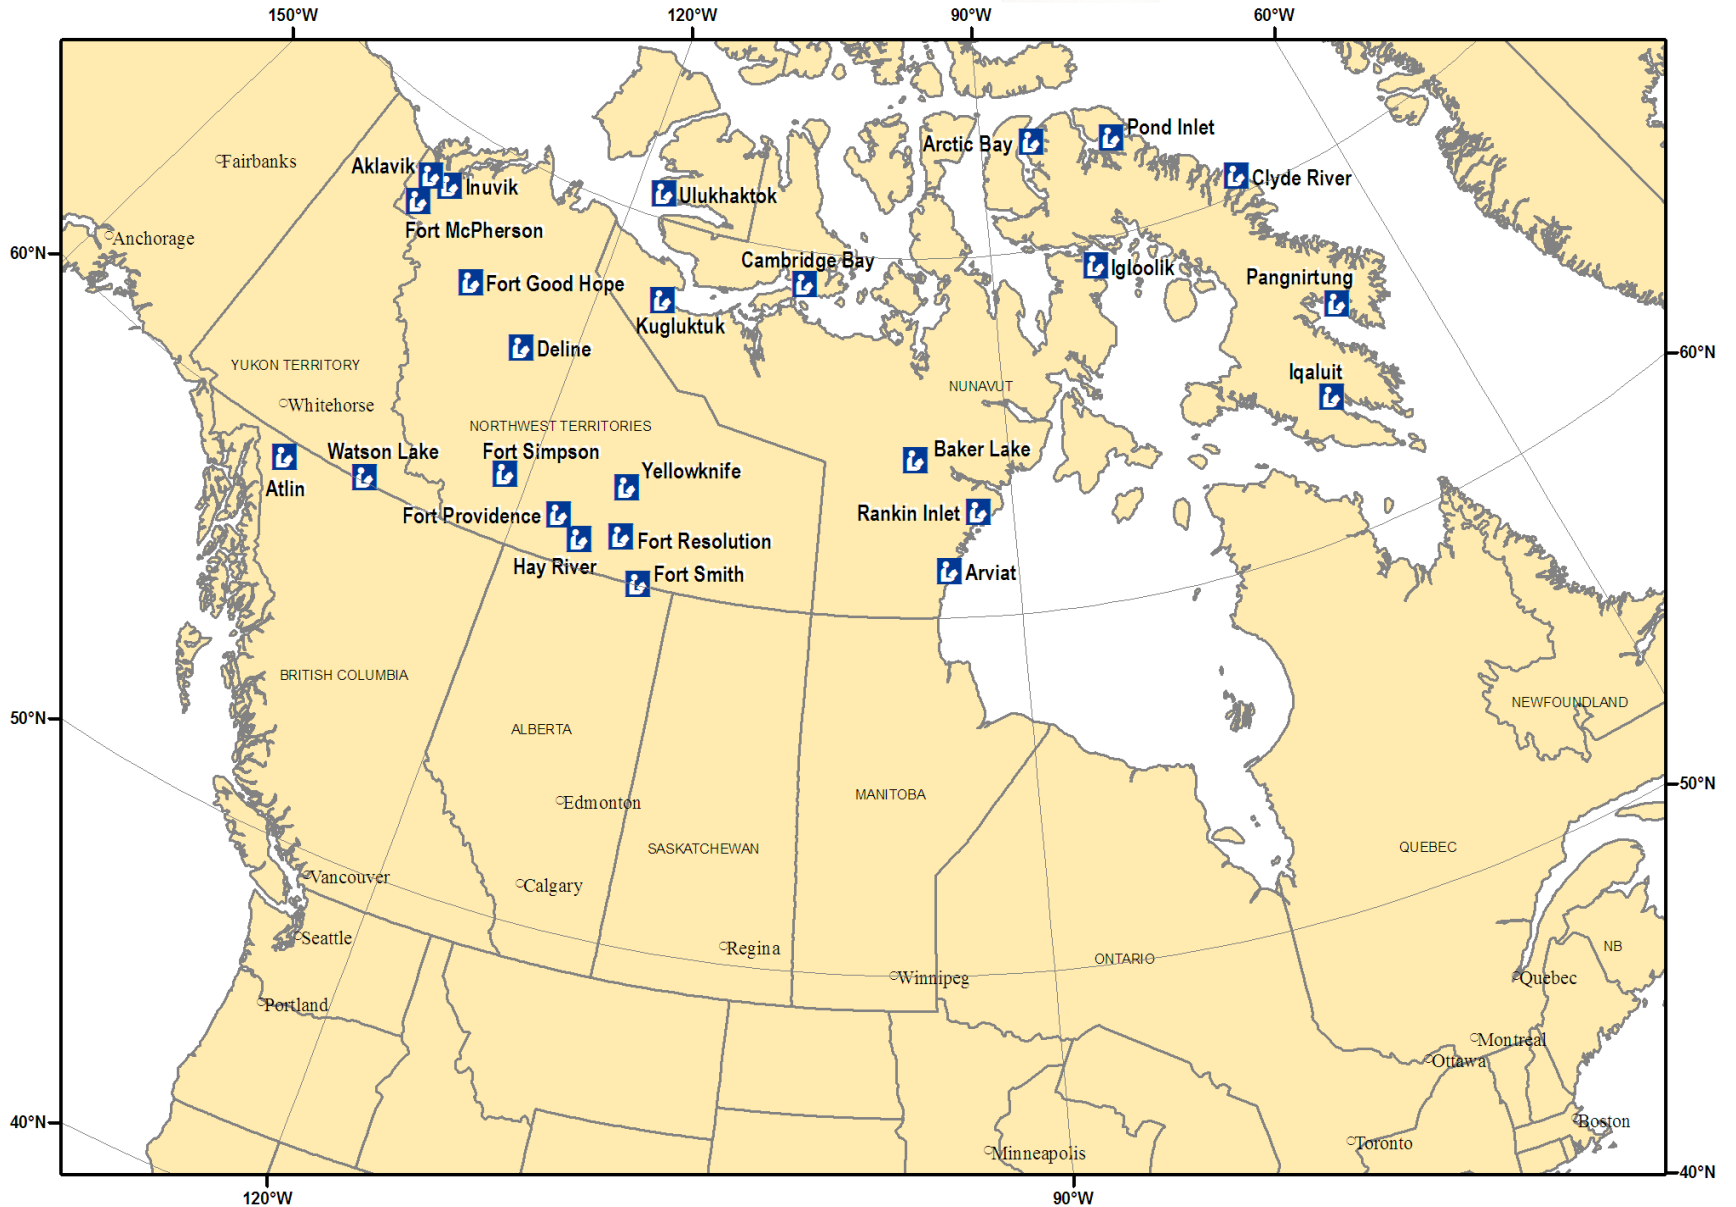 150°W
120°W
90°W
60°W
Pond Inlet
Arctic Bay
Fairbanks
Aklavik
Inuvik
Clyde River
Ulukhaktok
Fort McPherson
Anchorage
60°N
Cambridge Bay
Igloolik
Pangnirtung
Fort Good Hope
Kugluktuk
Deline
60°N
YUKON TERRITORY
Iqaluit
NUNAVUT
Whitehorse
NORTHWEST TERRITORIES
Watson Lake
Fort Simpson
Baker Lake
Yellowknife
Atlin
Fort Providence
Rankin Inlet
Fort Resolution
Hay River
Fort Smith
Arviat
BRITISH COLUMBIA
NEWFOUNDLAND
50°N
ALBERTA
50°N
MANITOBA
Edmonton
SASKATCHEWAN
QUEBEC
Vancouver
Calgary
Seattle
Regina
NB
ONTARIO
Winnipeg
Quebec
Portland
Montreal
Ottawa
40°N
Boston
Toronto
Minneapolis
40°N
120°W
90°W